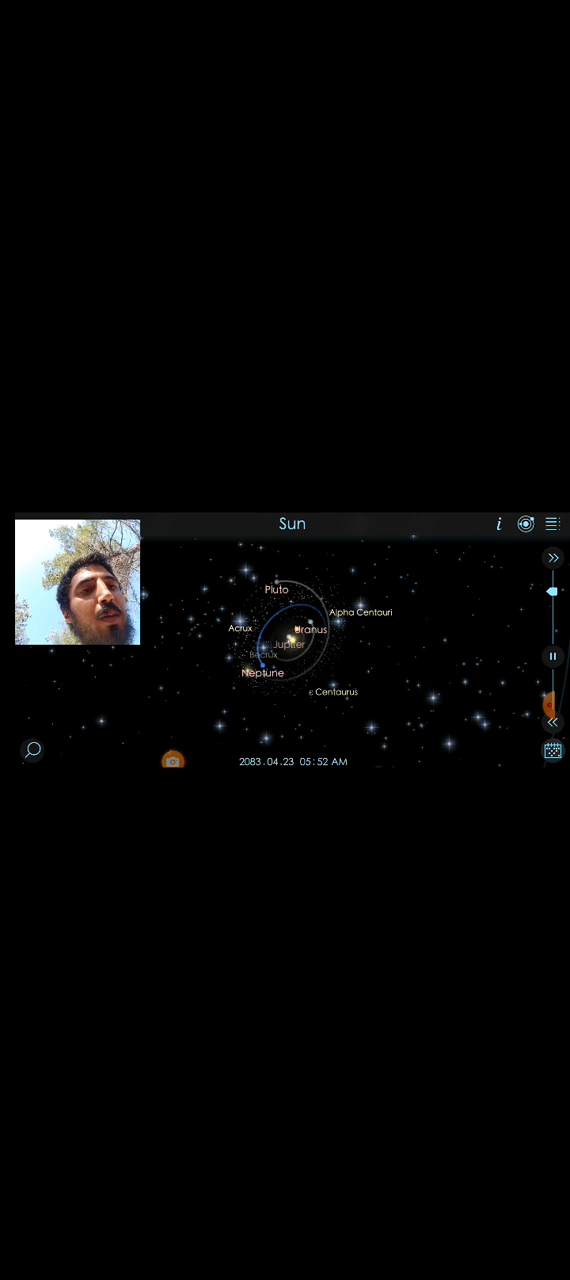 Sun
i
Pluto
Alpha Centauri
Acrux
Uranus
Jupiter
Becrux
Neptune
ε Centaurus
2083.04.23 05:52 AM